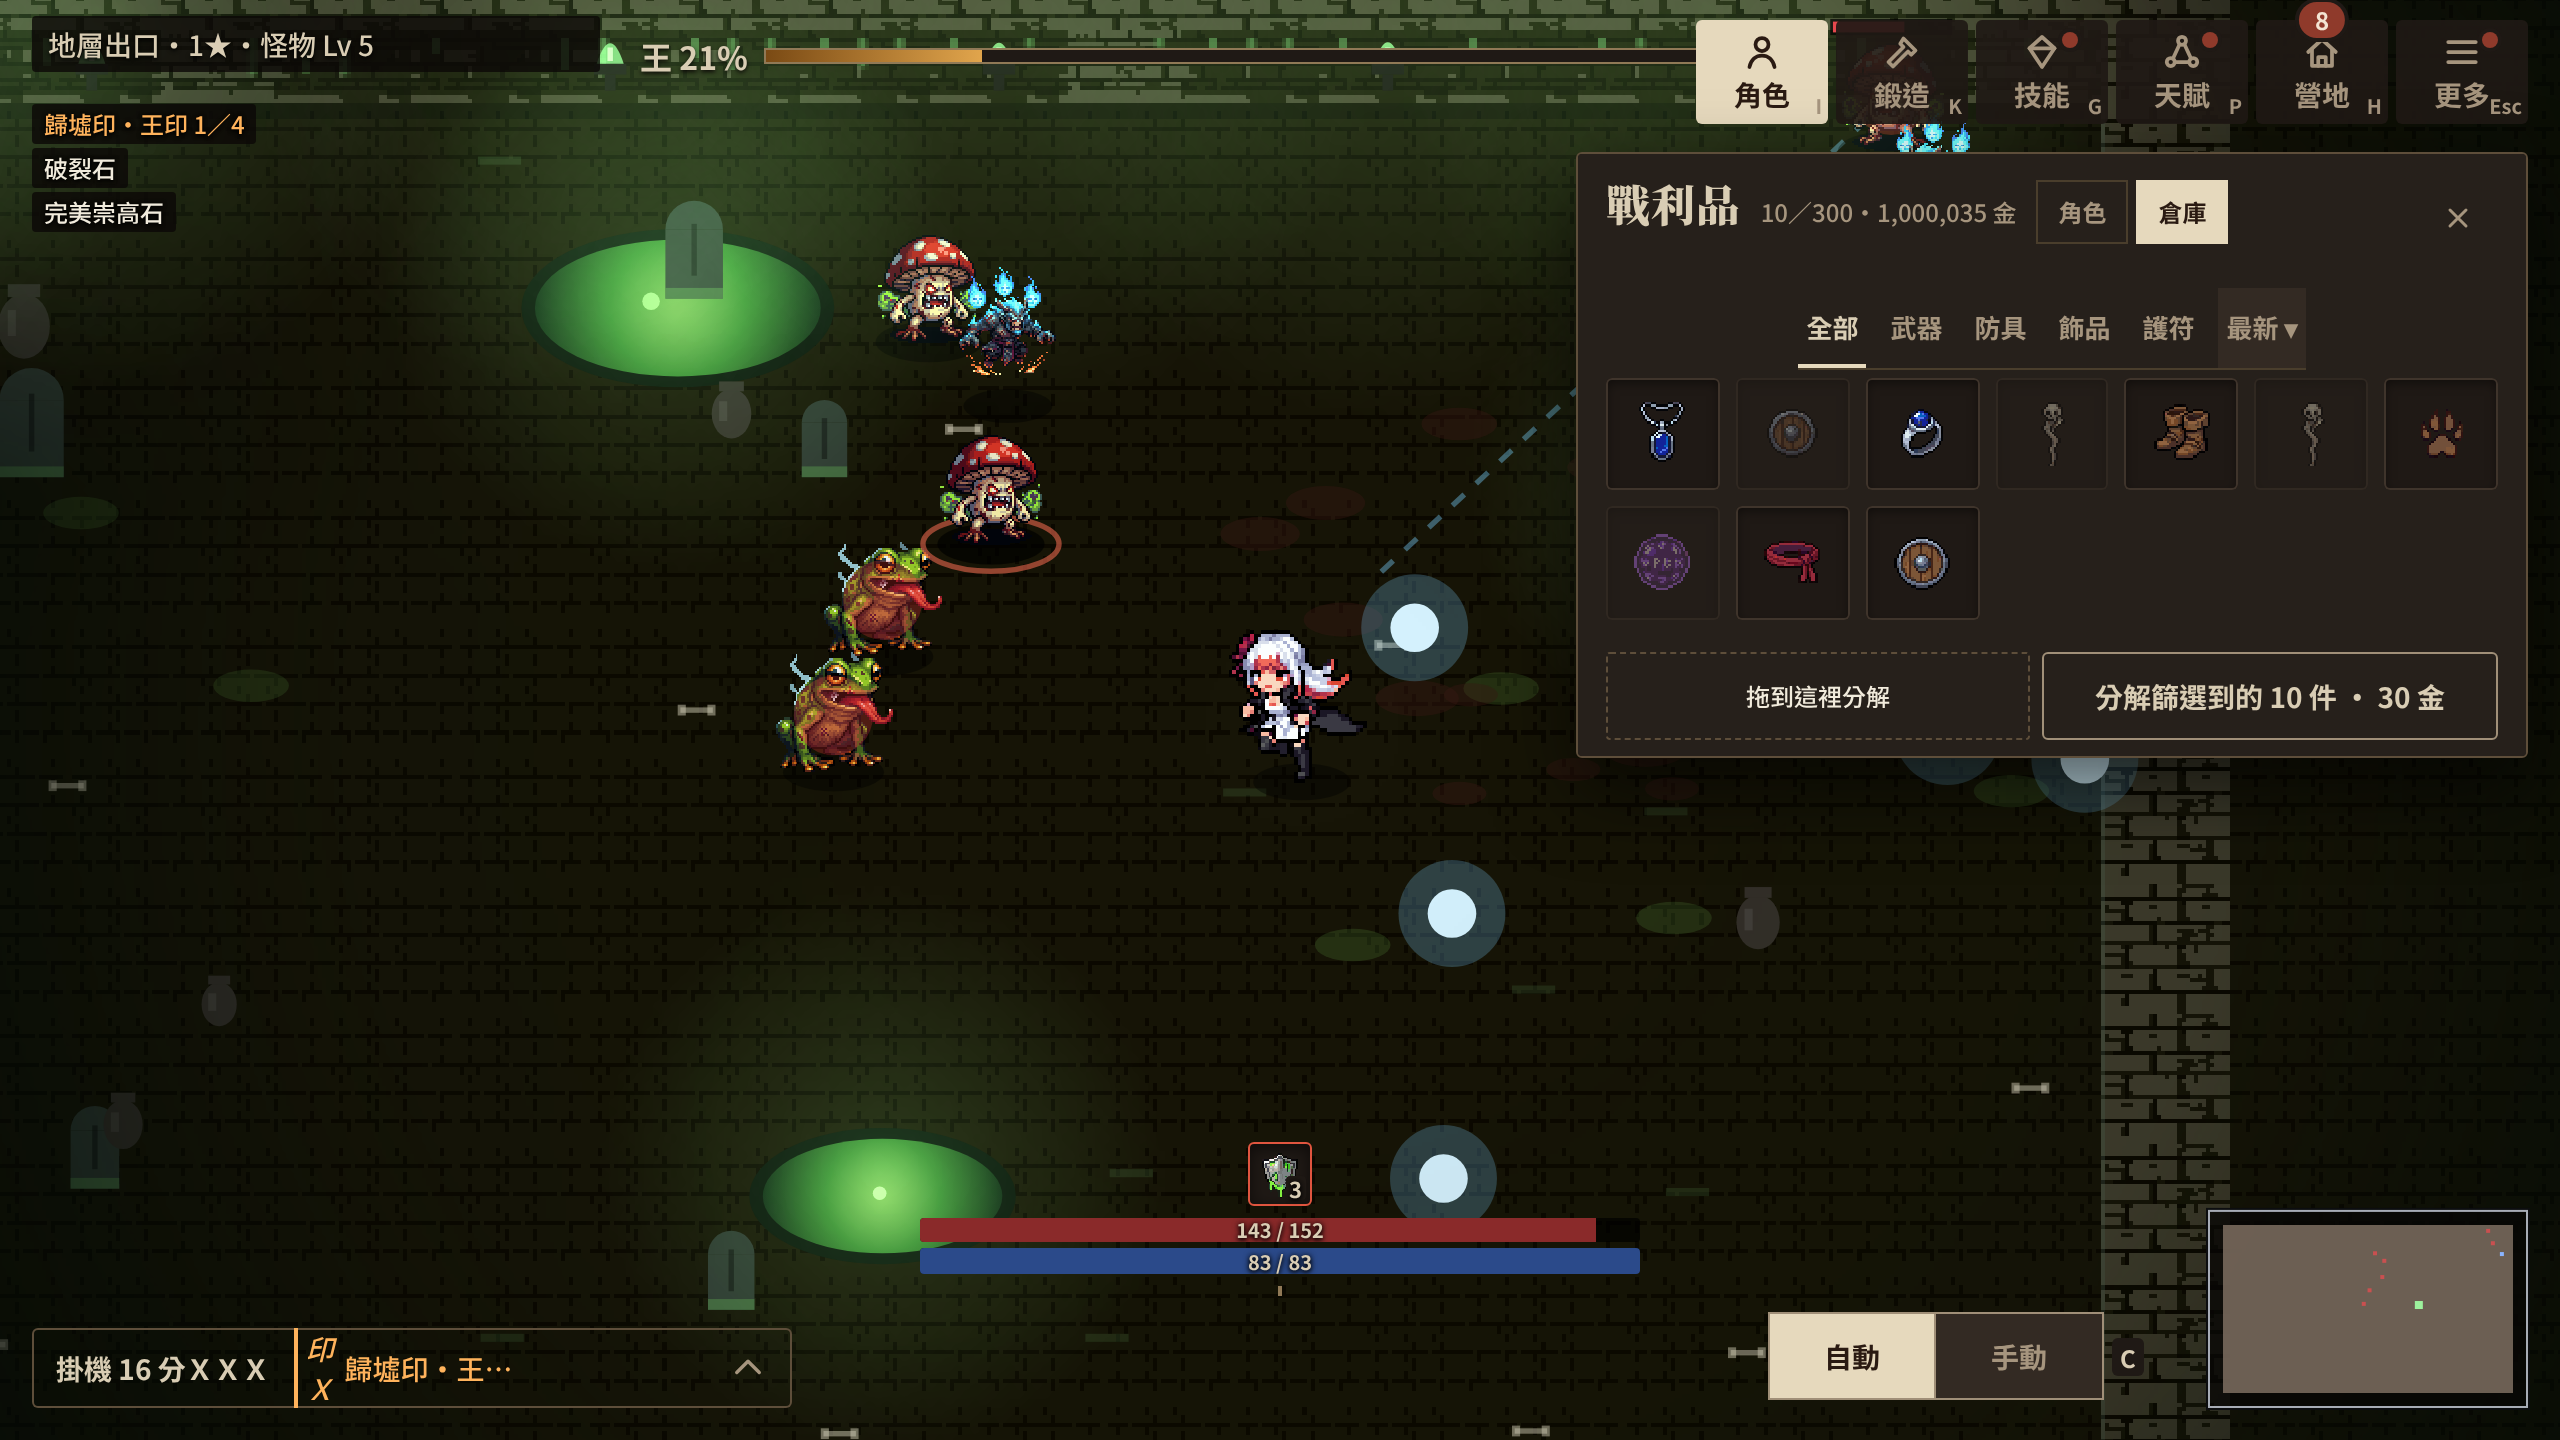 地層出口・1★・怪物 Lv 5
王 21%
歸墟印・王印 1／4
破裂石
完美崇高石
角色 I
鍛造 K
技能 G
天賦 P
8
營地 H
更多 Esc
戰利品 10／300・1,000,035 金 角色 倉庫 ×
全部 武器 防具 飾品 護符 最新▼
拖到這裡分解
分解篩選到的 10 件 ・ 30 金
3
143 / 152
83 / 83
掛機 16 分 X X X
印 X
歸墟印・王…
自動 手動 C